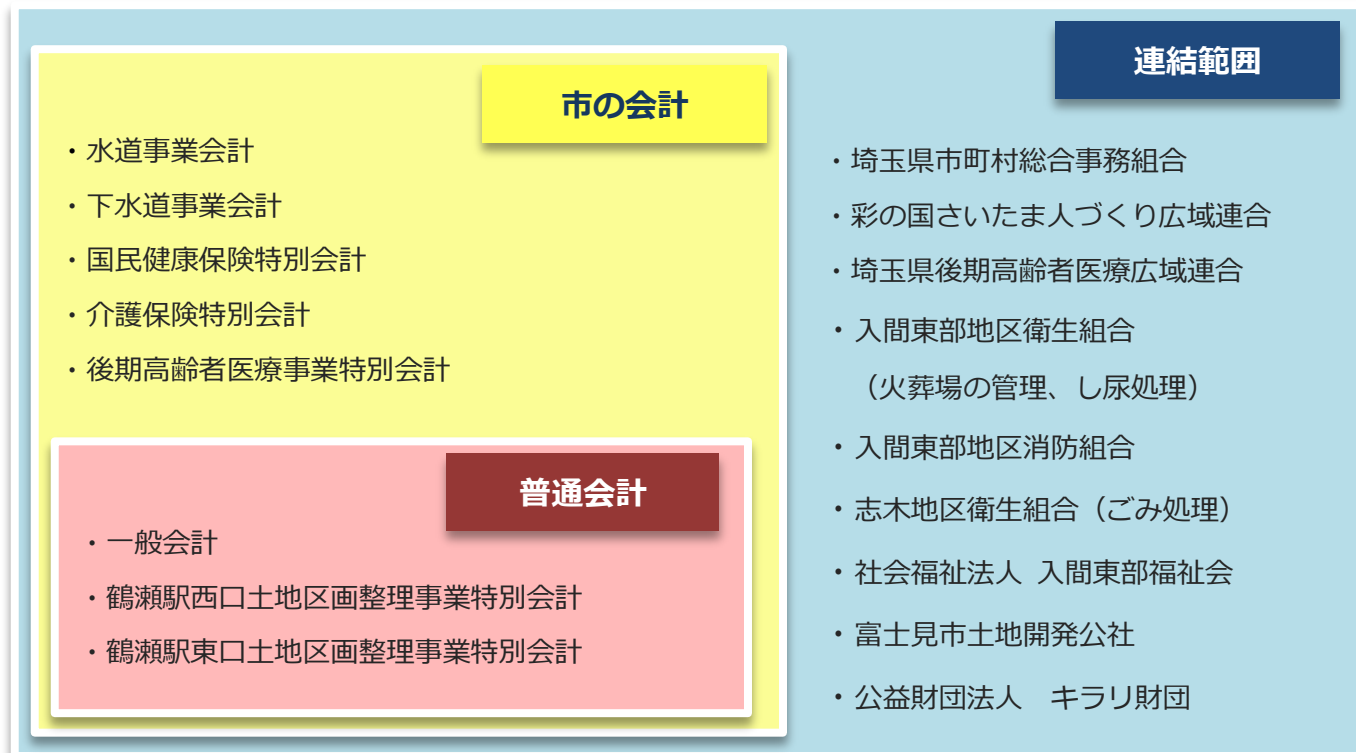 連結範囲
市の会計
・水道事業会計
・下水道事業会計
・国民健康保険特別会計
・介護保険特別会計
・後期高齢者医療事業特別会計
普通会計
・一般会計
・鶴瀬駅西口土地区画整理事業特別会計
・鶴瀬駅東口土地区画整理事業特別会計
・埼玉県市町村総合事務組合
・彩の国さいたま人づくり広域連合
・埼玉県後期高齢者医療広域連合
・入間東部地区衛生組合
（火葬場の管理、し尿処理）
・入間東部地区消防組合
・志木地区衛生組合（ごみ処理）
・社会福祉法人 入間東部福祉会
・富士見市土地開発公社
・公益財団法人　キラリ財団